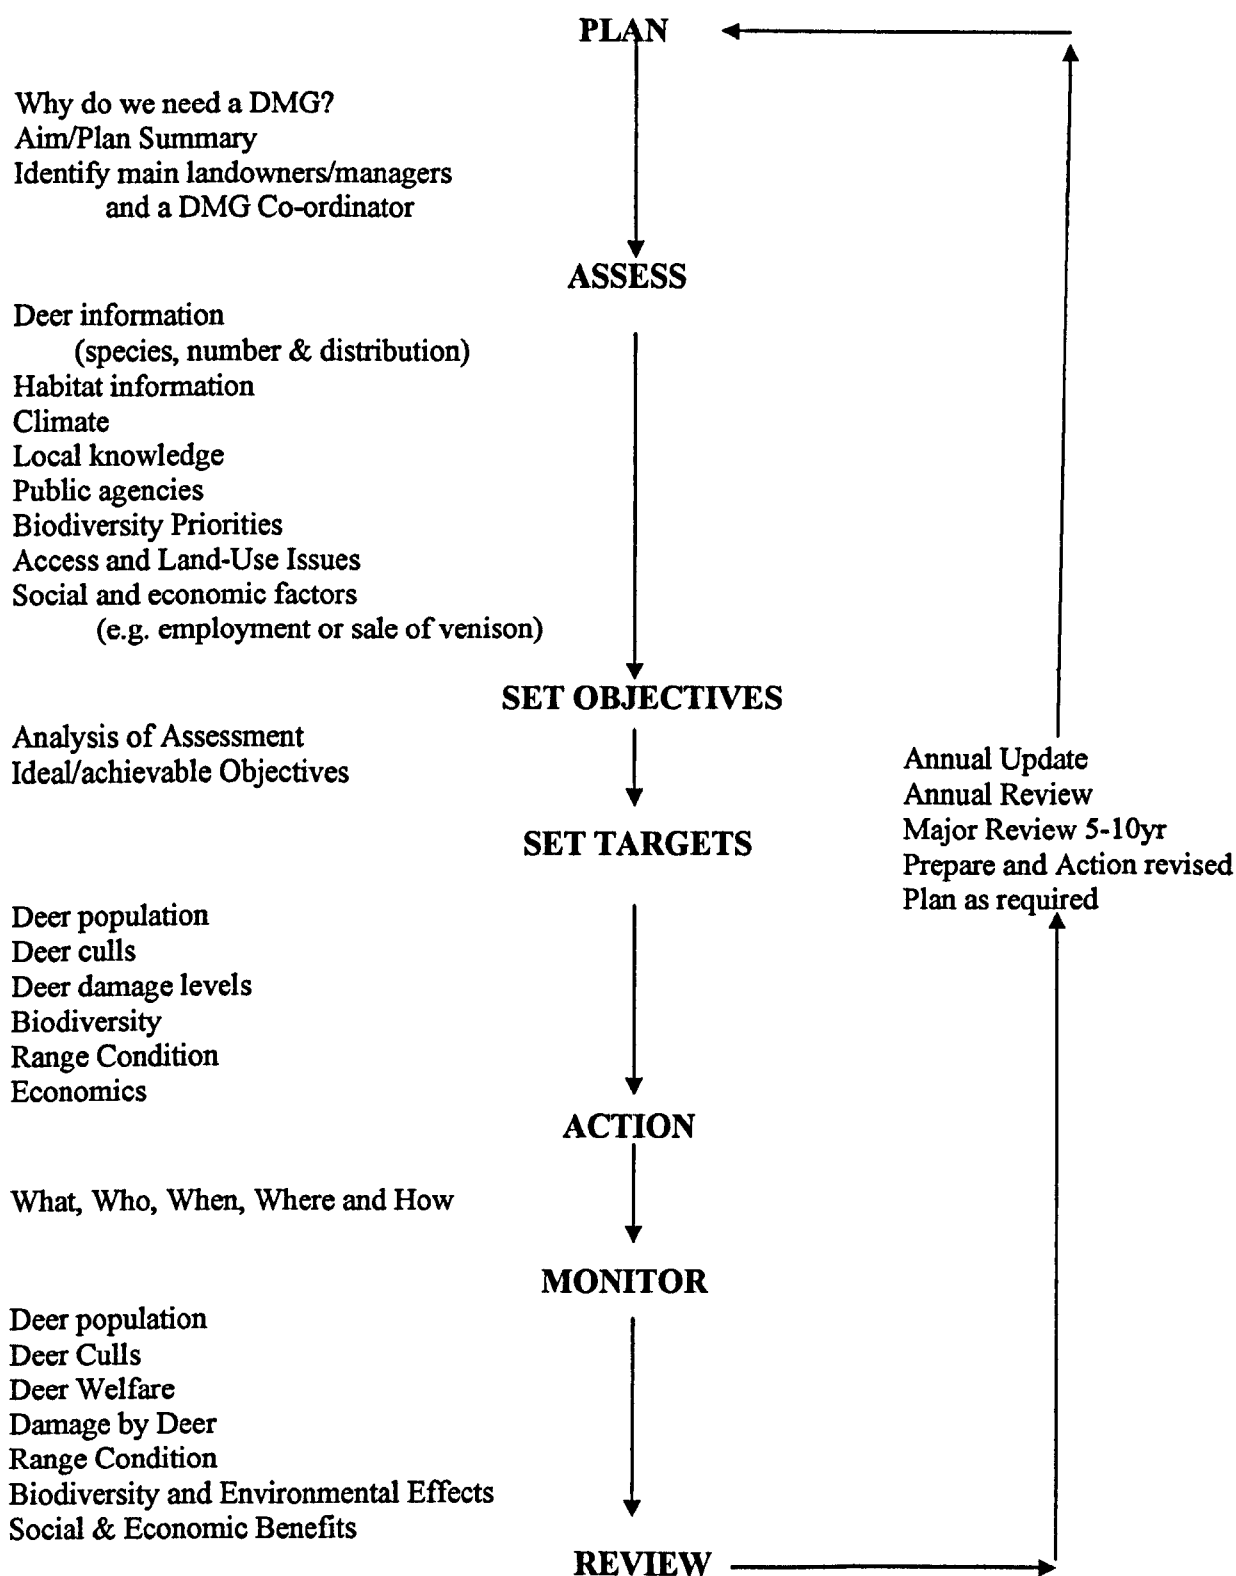 PLAN
Why do we need a DMG?
Aim/Plan Summary
Identify main landowners/managers
and a DMG Co-ordinator
ASSESS
Deer information
(species, number & distribution)
Habitat information
Climate
Local knowledge
Public agencies
Biodiversity Priorities
Access and Land-Use Issues
Social and economic factors
(e.g. employment or sale of venison)
SET OBJECTIVES
Analysis of Assessment
Ideal/achievable Objectives
SET TARGETS
Deer population
Deer culls
Deer damage levels
Biodiversity
Range Condition
Economics
ACTION
What, Who, When, Where and How
MONITOR
Deer population
Deer Culls
Deer Welfare
Damage by Deer
Range Condition
Biodiversity and Environmental Effects
Social & Economic Benefits
REVIEW
Annual Update
Annual Review
Major Review 5-10yr
Prepare and Action revised
Plan as required